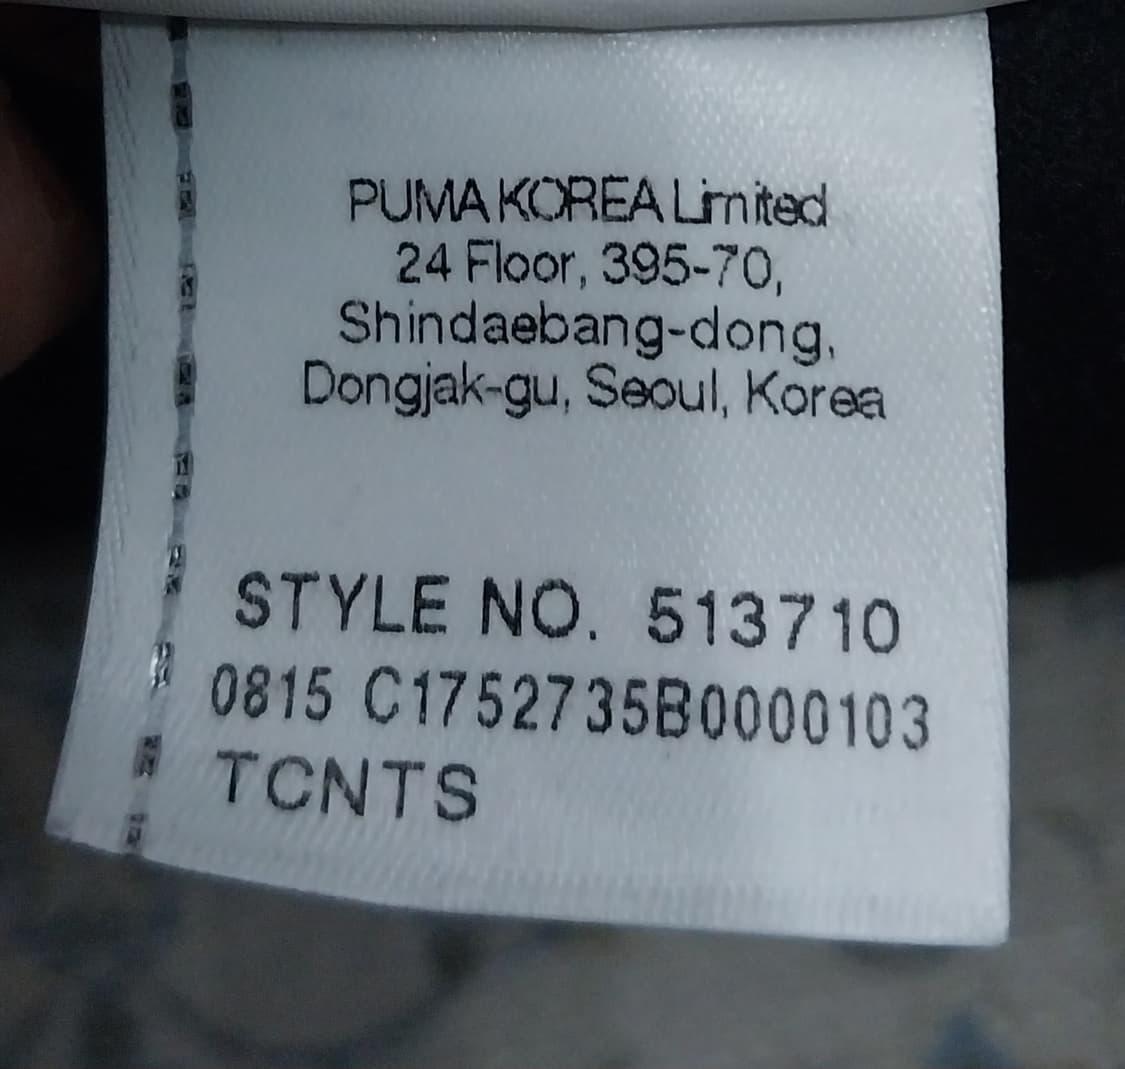 PUMA KOREA Limited
24 Floor, 395-70,
Shindaebang-dong,
Dongjak-gu, Seoul, Korea
STYLE NO. 513710
0815 C1752735B0000103
TCNTS